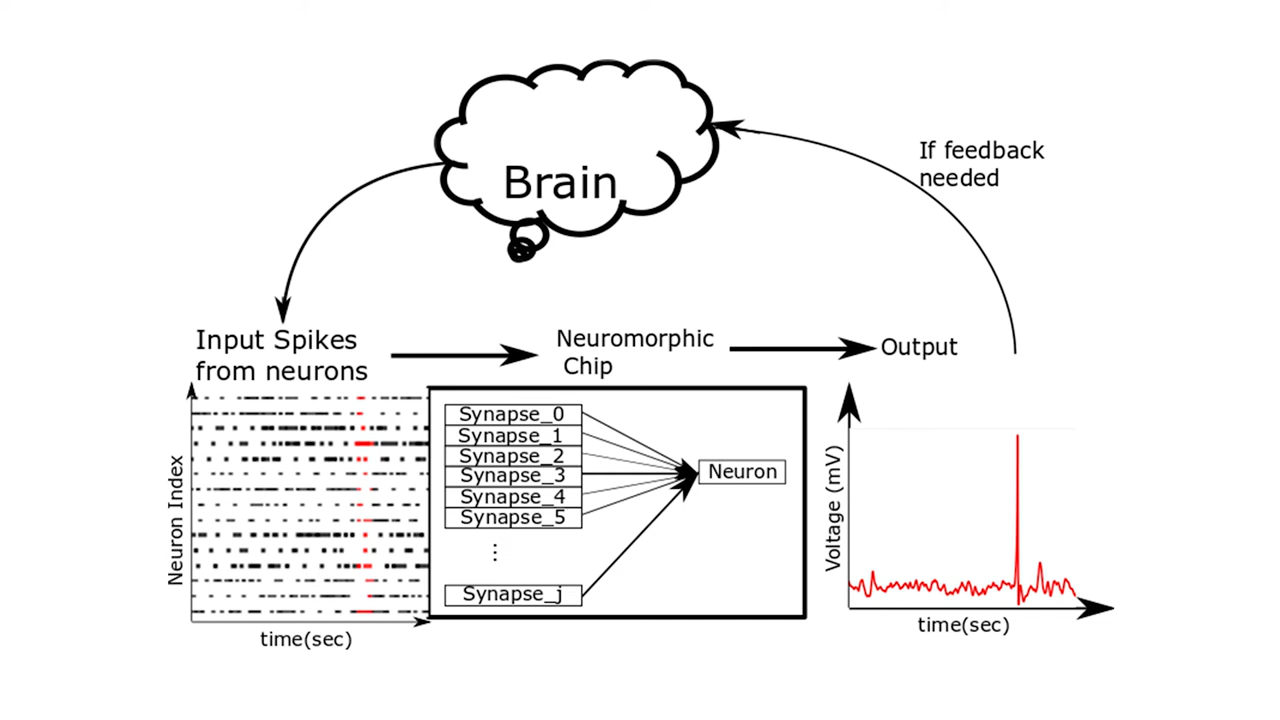 Brain
If feedback
needed
Input Spikes
from neurons
Neuromorphic
Chip
Output
Neuron Index
time(sec)
Synapse_0
Synapse_1
Synapse_2
Synapse_3
Synapse_4
Synapse_5
⋮
Synapse_j
Neuron
Voltage (mV)
time(sec)